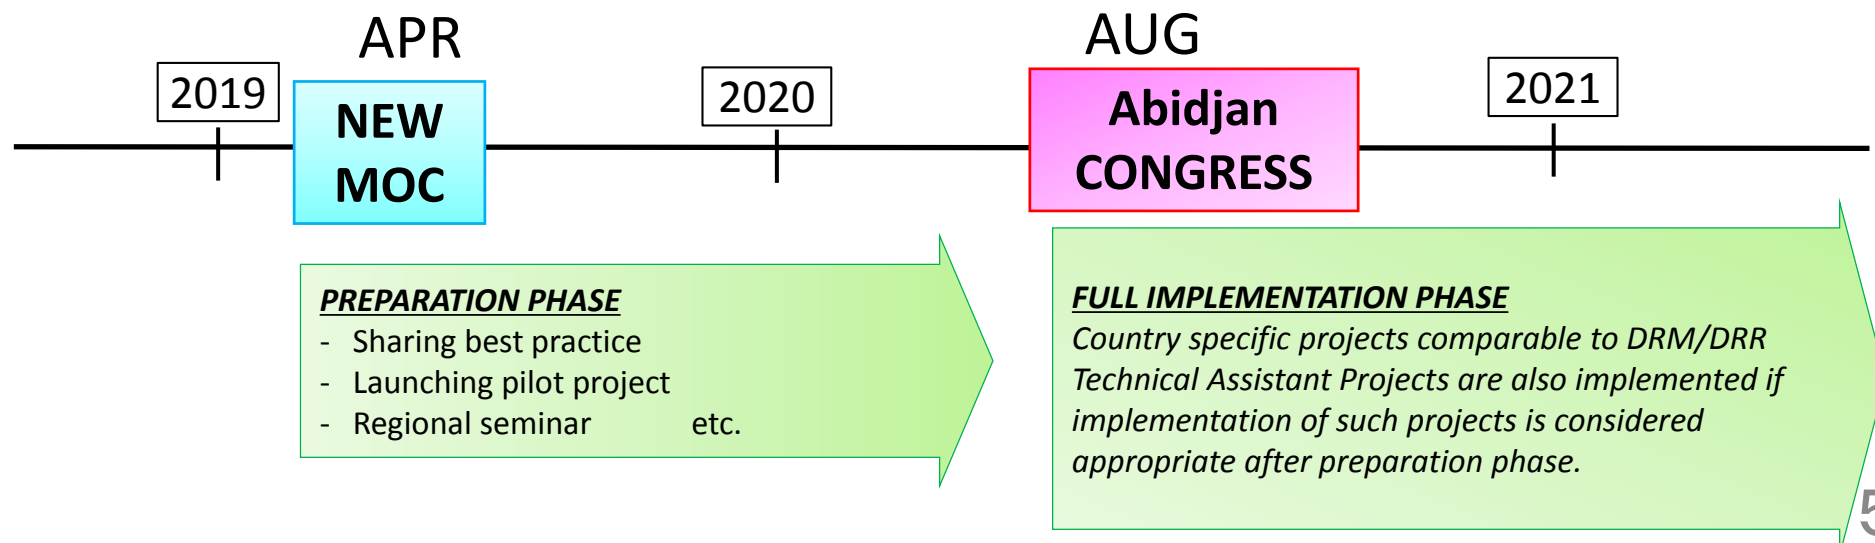 APR
AUG
2019
NEW
MOC
2020
Abidjan
CONGRESS
2021
PREPARATION PHASE
- Sharing best practice
- Launching pilot project
- Regional seminar etc.
FULL IMPLEMENTATION PHASE
Country specific projects comparable to DRM/DRR
Technical Assistant Projects are also implemented if
implementation of such projects is considered
appropriate after preparation phase.
5